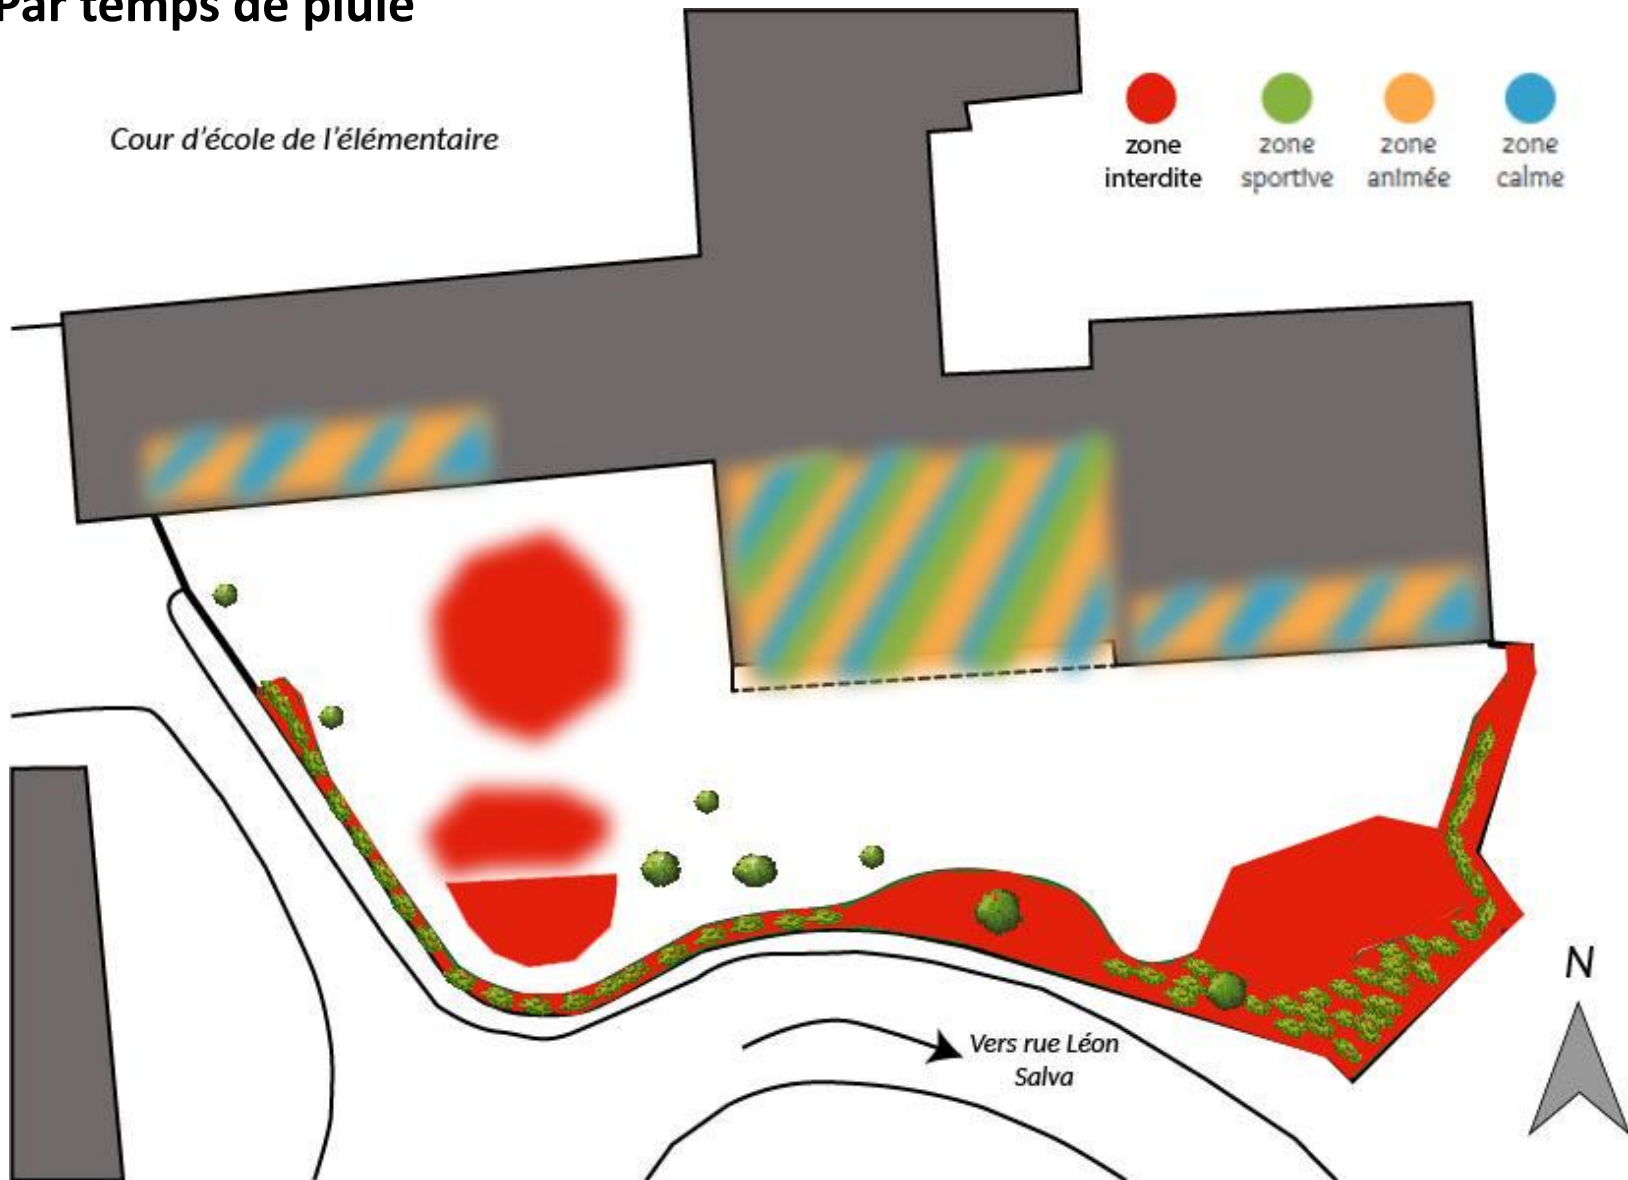 Par temps de pluie
Cour d'école de l'élémentaire
zone
interdite
zone
sportive
zone
animée
zone
calme
N
Vers rue Léon
Salva